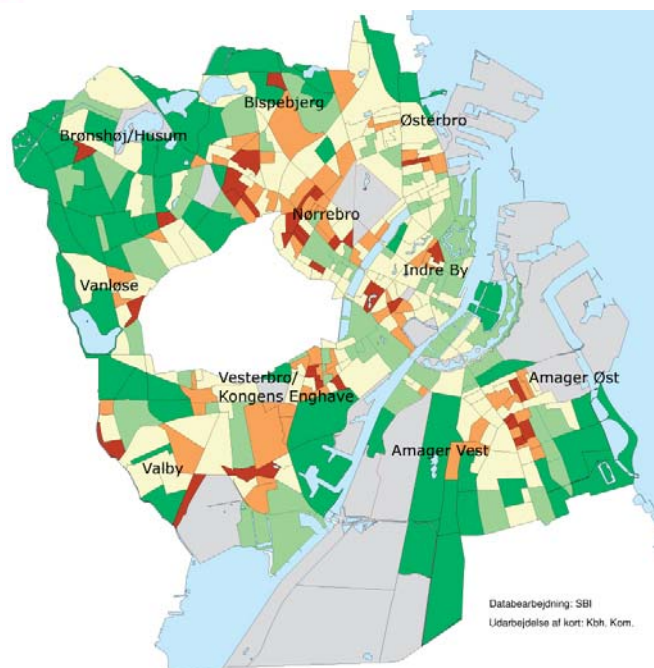 Bispebjerg
Østerbro
Brønshøj/Husum
Nørrebro
Indre By
Vanløse
Vesterbro/
Kongens Enghave
Amager Øst
Amager Vest
Valby
Databearbejdning: SBI
Udarbejdelse af kort: Kbh. Kom.